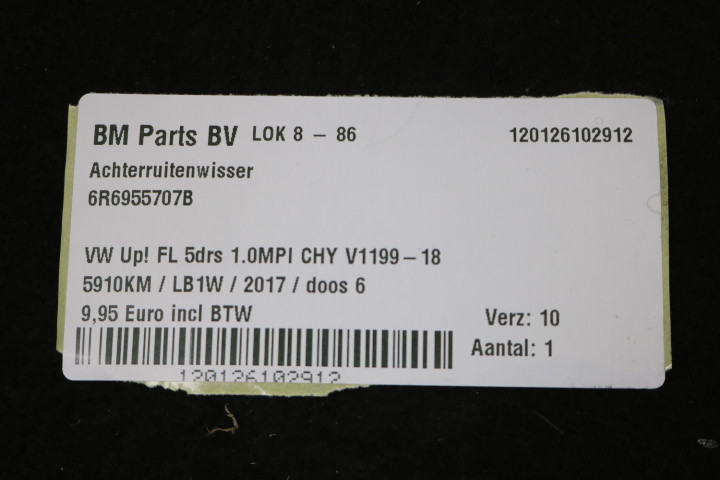 BM Parts BV LOK 8 - 86 120126102912
Achterruitenwisser
6R6955707B
VW Up! FL 5drs 1.0MPI CHY V1199-18
5910KM / LB1W / 2017 / doos 6
9,95 Euro incl BTW Verz: 10
Aantal: 1
120126102912